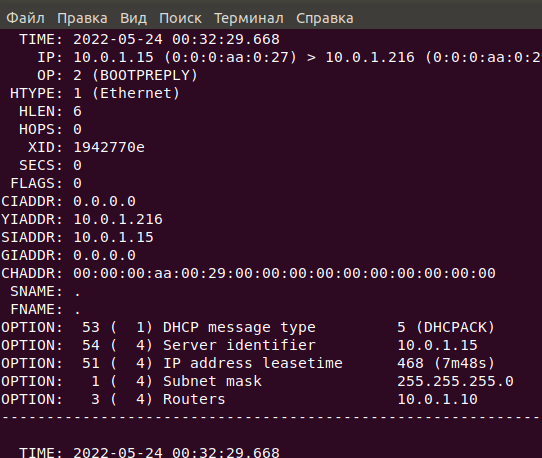 Файл Правка Вид Поиск Терминал Справка
TIME: 2022-05-24 00:32:29.668
IP: 10.0.1.15 (0:0:0:aa:0:27) > 10.0.1.216 (0:0:0:aa:0:2
OP: 2 (BOOTPREPLY)
HTYPE: 1 (Ethernet)
HLEN: 6
HOPS: 0
XID: 1942770e
SECS: 0
FLAGS: 0
CIADDR: 0.0.0.0
YIADDR: 10.0.1.216
SIADDR: 10.0.1.15
GIADDR: 0.0.0.0
CHADDR: 00:00:00:aa:00:29:00:00:00:00:00:00:00:00:00:00
SNAME: .
FNAME: .
OPTION: 53 ( 1) DHCP message type 5 (DHCPACK)
OPTION: 54 ( 4) Server identifier 10.0.1.15
OPTION: 51 ( 4) IP address leasetime 468 (7m48s)
OPTION: 1 ( 4) Subnet mask 255.255.255.0
OPTION: 3 ( 4) Routers 10.0.1.10
------------------------------------------------------------
TIME: 2022-05-24 00:32:29.668